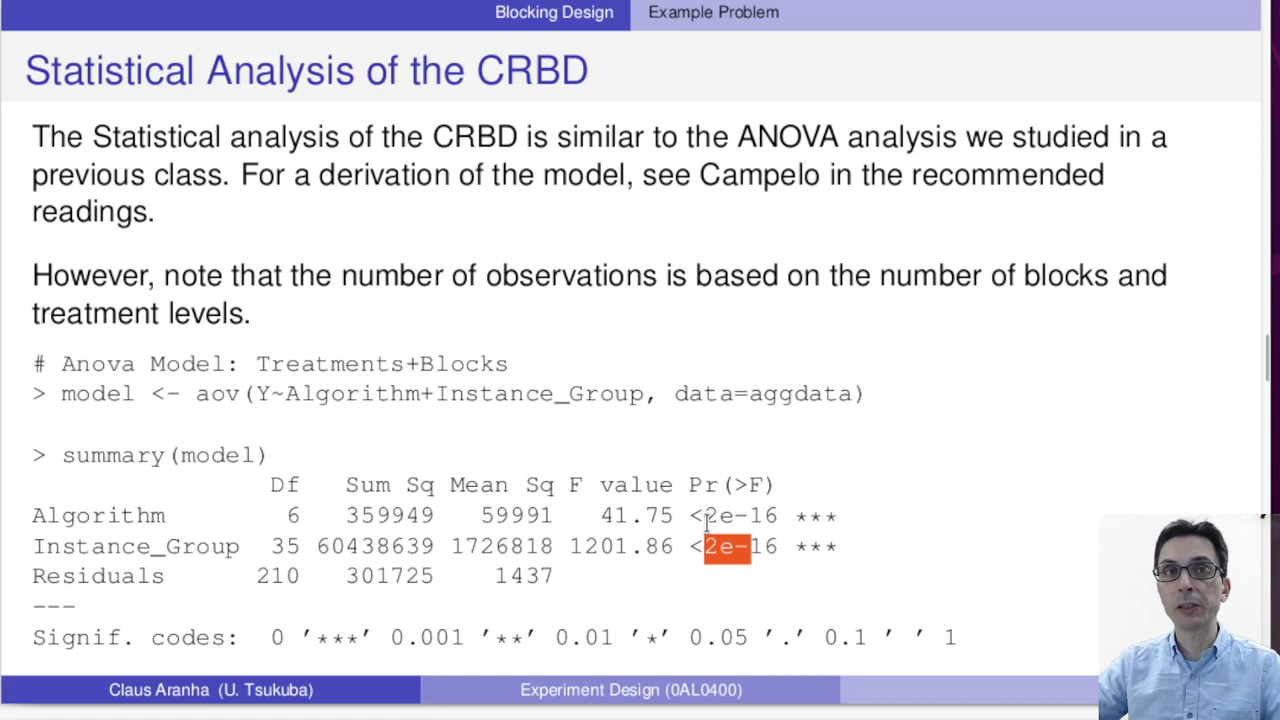 Blocking Design Example Problem
Statistical Analysis of the CRBD
The Statistical analysis of the CRBD is similar to the ANOVA analysis we studied in a
previous class. For a derivation of the model, see Campelo in the recommended
readings.
However, note that the number of observations is based on the number of blocks and
treatment levels.
# Anova Model: Treatments+Blocks
> model <- aov(Y~Algorithm+Instance_Group, data=aggdata)
> summary(model)
Df Sum Sq Mean Sq F value Pr(>F)
Algorithm 6 359949 59991 41.75 <2e-16 ***
Instance_Group 35 60438639 1726818 1201.86 <2e-16 ***
Residuals 210 301725 1437
---
Signif. codes: 0 '***' 0.001 '**' 0.01 '*' 0.05 '.' 0.1 ' ' 1
Claus Aranha (U. Tsukuba) Experiment Design (0AL0400)